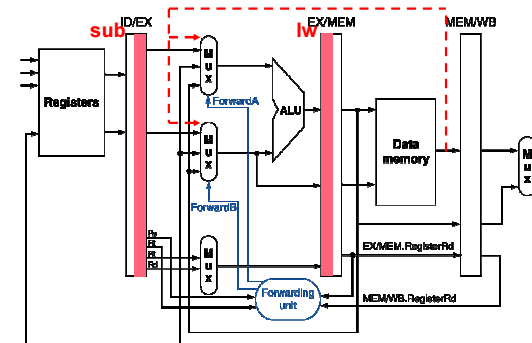 ID/EX
EX/MEM
MEM/WB
sub
lw
M
u
x
Registers
ForwardA
ALU
M
u
x
Data
memory
M
u
x
ForwardB
Rs
Rt
Rt
Rd
M
u
x
EX/MEM.RegisterRd
Forwarding
unit
MEM/WB.RegisterRd